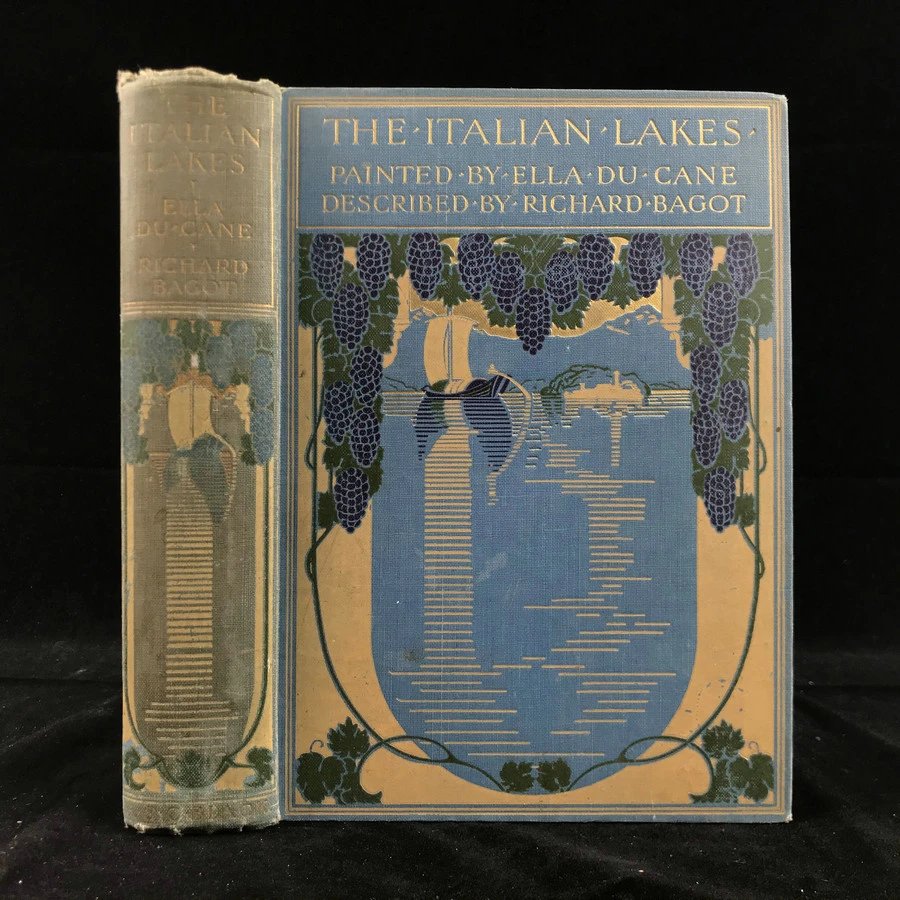 THE
ITALIAN
LAKES
ELLA
DU·CANE
RICHARD
BAGOT
THE·ITALIAN·LAKES·
PAINTED·BY·ELLA·DU·CANE
DESCRIBED·BY·RICHARD·BAGOT